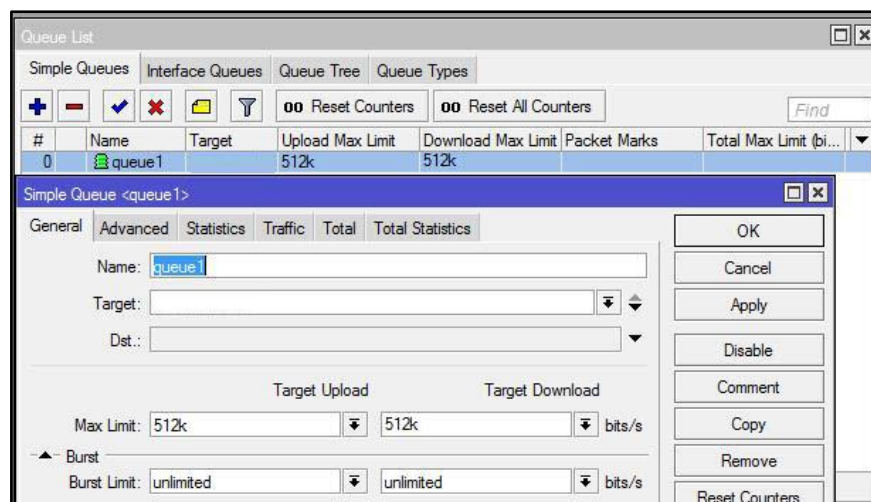 Queue List
Simple Queues Interface Queues Queue Tree Queue Types
00 Reset Counters 00 Reset All Counters Find
# Name Target Upload Max Limit Download Max Limit Packet Marks Total Max Limit (bi...
0 queue1 512k 512k
Simple Queue <queue1>
General Advanced Statistics Traffic Total Total Statistics
OK
Name: queue1
Cancel
Target:
Apply
Dst.:
Disable
Target Upload Target Download
Comment
Max Limit: 512k 512k bits/s
Copy
Burst
Remove
Burst Limit: unlimited unlimited bits/s
Reset Counters